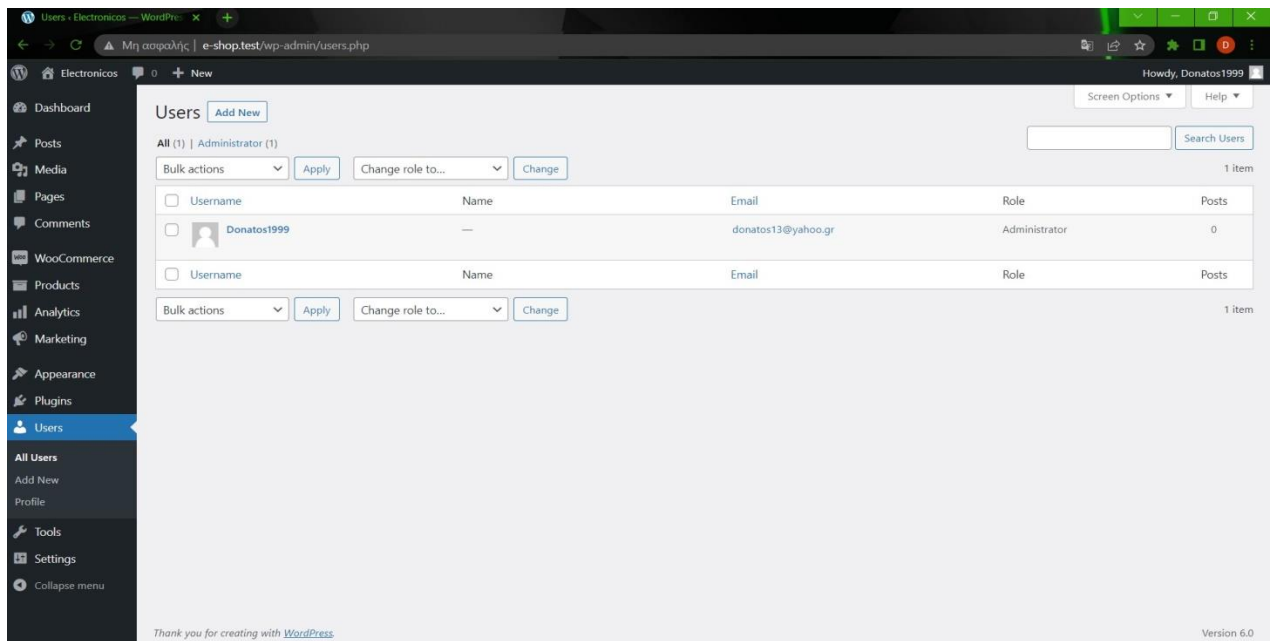 Users ‹ Electronicos — WordPre
Μη ασφαλής | e-shop.test/wp-admin/users.php
D
Electronicos 0 New
Howdy, Donatos1999
Dashboard
Posts
Media
Pages
Comments
WooCommerce
Products
Analytics
Marketing
Appearance
Plugins
Users
All Users
Add New
Profile
Tools
Settings
Collapse menu
Screen Options Help
Users Add New
All (1) | Administrator (1)
Search Users
Bulk actions Apply Change role to... Change
1 item
Username Name Email Role Posts
Donatos1999 — donatos13@yahoo.gr Administrator 0
Username Name Email Role Posts
Bulk actions Apply Change role to... Change
1 item
Thank you for creating with WordPress.
Version 6.0